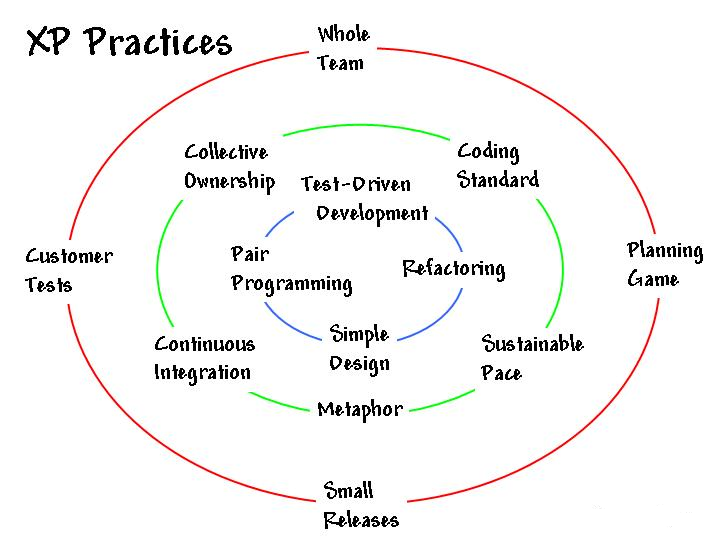 XP Practices
Whole
Team
Collective
Ownership
Coding
Standard
Test-Driven
Development
Customer
Tests
Pair
Programming
Refactoring
Planning
Game
Continuous
Integration
Simple
Design
Sustainable
Pace
Metaphor
Small
Releases